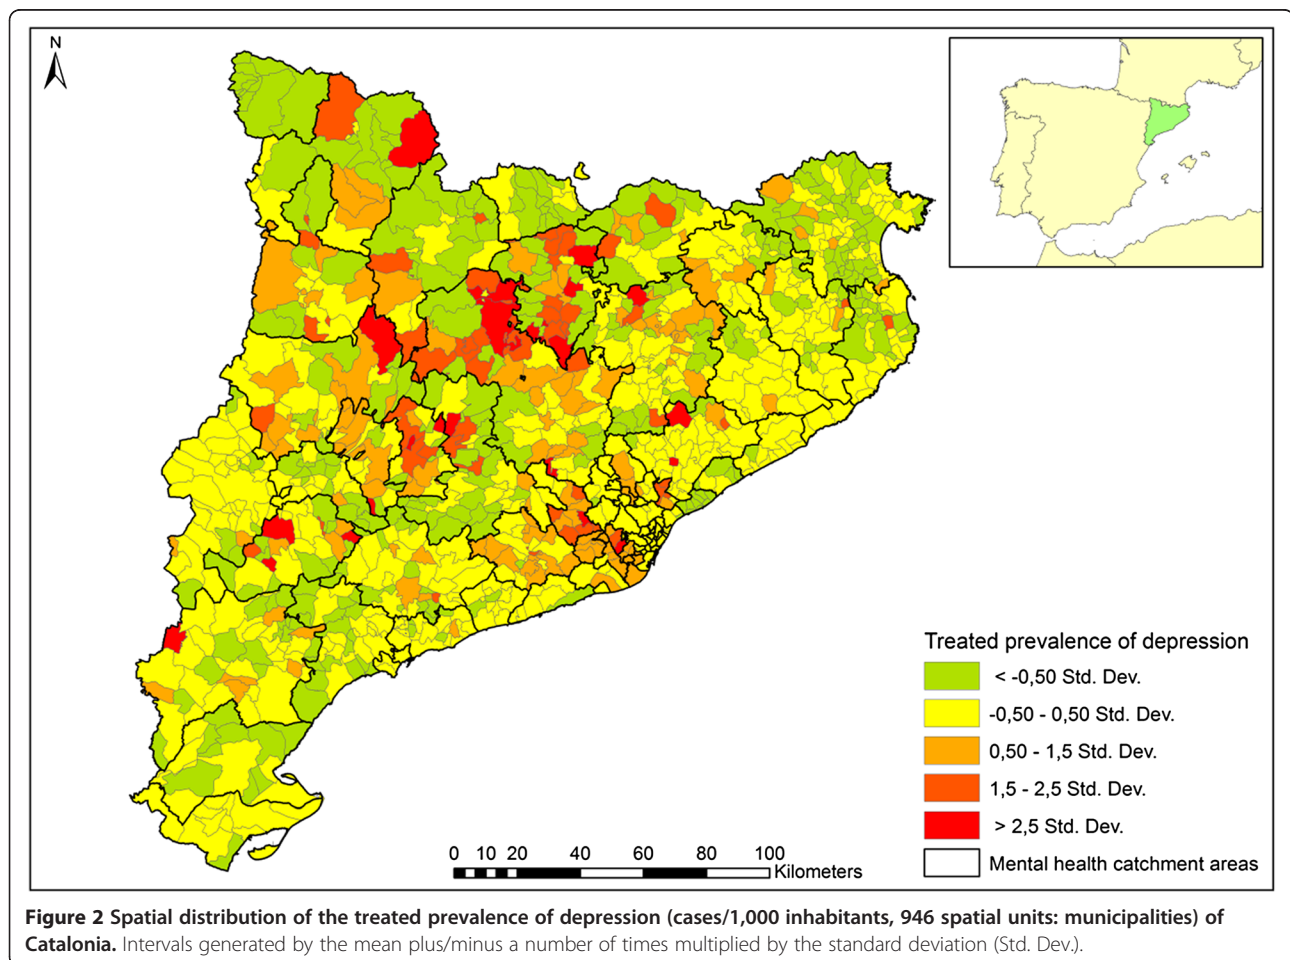 N
Treated prevalence of depression
< -0,50 Std. Dev.
-0,50 - 0,50 Std. Dev.
0,50 - 1,5 Std. Dev.
1,5 - 2,5 Std. Dev.
> 2,5 Std. Dev.
Mental health catchment areas
0 10 20 40 60 80 100
Kilometers
Figure 2 Spatial distribution of the treated prevalence of depression (cases/1,000 inhabitants, 946 spatial units: municipalities) of
Catalonia. Intervals generated by the mean plus/minus a number of times multiplied by the standard deviation (Std. Dev.).